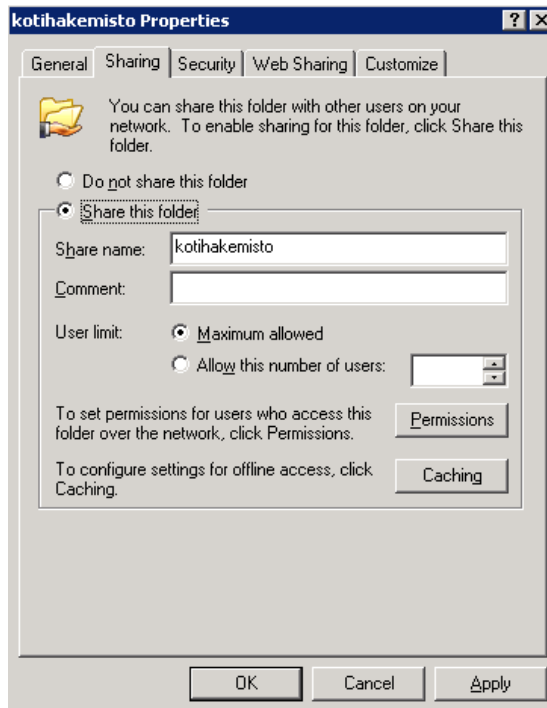 kotihakemisto Properties
General Sharing Security Web Sharing Customize
You can share this folder with other users on your
network. To enable sharing for this folder, click Share this
folder.
Do not share this folder
Share this folder
Share name: kotihakemisto
Comment:
User limit: Maximum allowed
Allow this number of users:
To set permissions for users who access this
folder over the network, click Permissions.
Permissions
To configure settings for offline access, click
Caching.
Caching
OK Cancel Apply